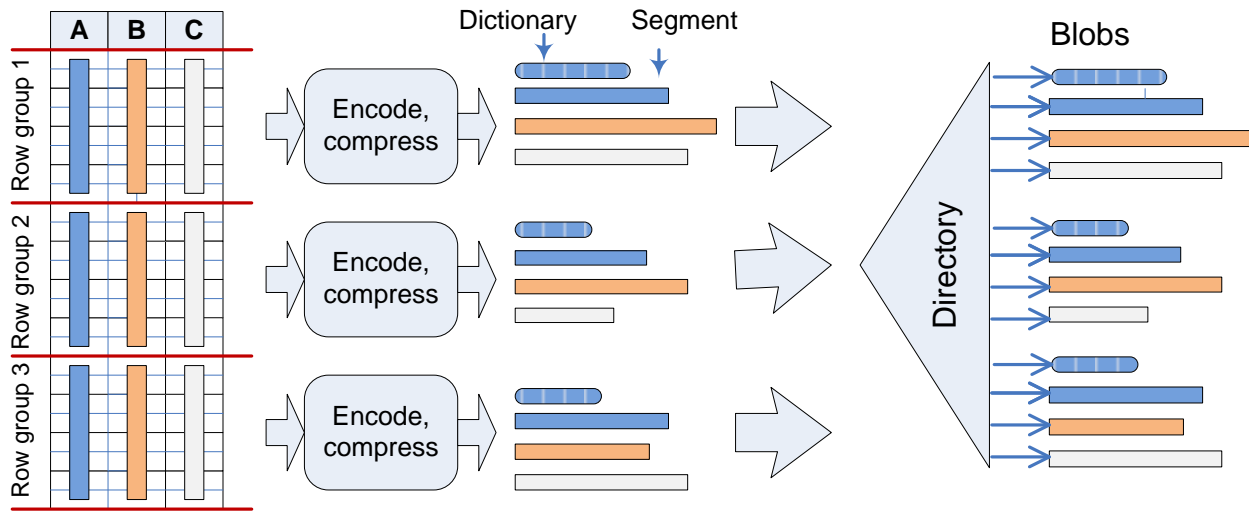 A B C
Dictionary
Segment
Blobs
Row group 1
Encode,
compress
Row group 2
Encode,
compress
Row group 3
Encode,
compress
Directory